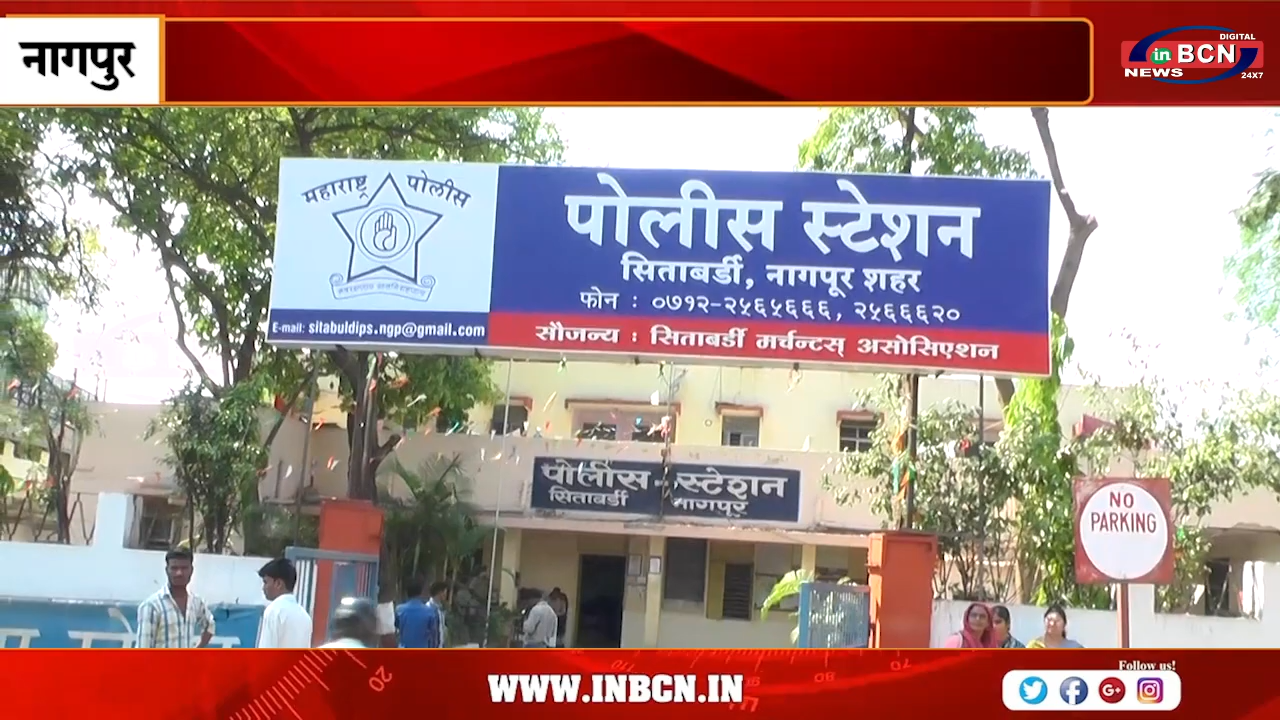 नागपुर
DIGITAL
in BCN
NEWS
24X7
महाराष्ट्र पोलीस
पोलीस स्टेशन
सिताबर्डी, नागपूर शहर
फोन : ०७१२-२५६५६६६, २५६६६२०
E-mail: sitabuldips.ngp@gmail.com
सौजन्य : सिताबर्डी मर्चन्टस् असोसिएशन
पोलीस - स्टेशन
सिताबर्डी नागपूर
NO
PARKING
WWW.INBCN.IN
Follow us!